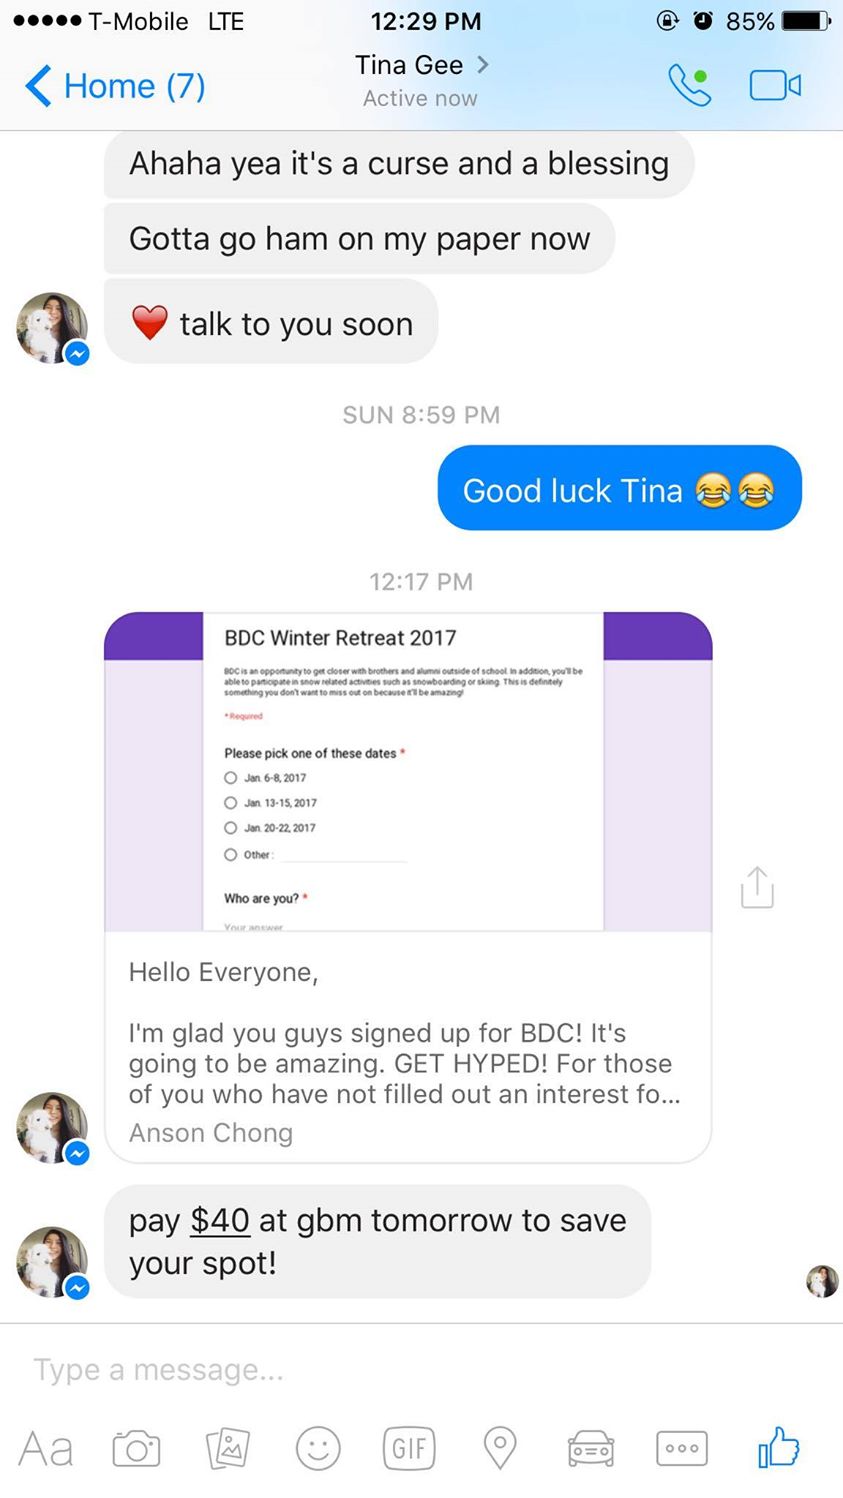 T-Mobile LTE 12:29 PM 85%
Home (7) Tina Gee
Active now
Ahaha yea it's a curse and a blessing
Gotta go ham on my paper now
❤️ talk to you soon
SUN 8:59 PM
Good luck Tina 😂😂
12:17 PM
BDC Winter Retreat 2017
BDC is an opportunity to get closer with brothers and alumni outside of school. In addition, you'll be
able to participate in snow related activities such as snowboarding or skiing. This is definitely
something you don't want to miss out on because it'll be amazing!
* Required
Please pick one of these dates *
Jan. 6-8, 2017
Jan. 13-15, 2017
Jan. 20-22, 2017
Other:
Who are you? *
Your answer
Hello Everyone,
I'm glad you guys signed up for BDC! It's
going to be amazing. GET HYPED! For those
of you who have not filled out an interest fo...
Anson Chong
pay $40 at gbm tomorrow to save
your spot!
Type a message...
Aa GIF